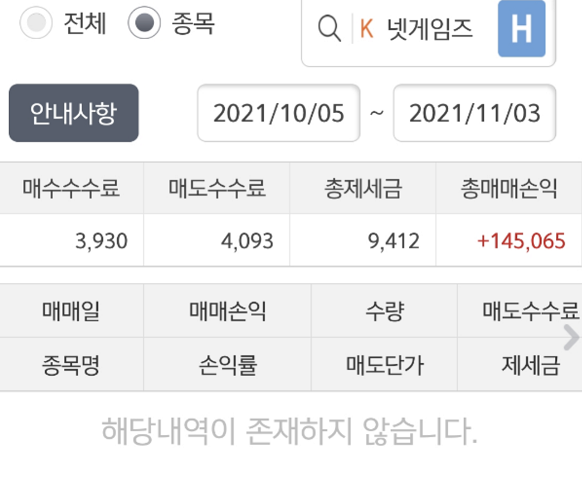 전체 종목 K 넷게임즈 H
안내사항 2021/10/05 ~ 2021/11/03
매수수수료 매도수수료 총제세금 총매매손익
3,930 4,093 9,412 +145,065
매매일 매매손익 수량 매도수수료
종목명 손익률 매도단가 제세금
해당내역이 존재하지 않습니다.